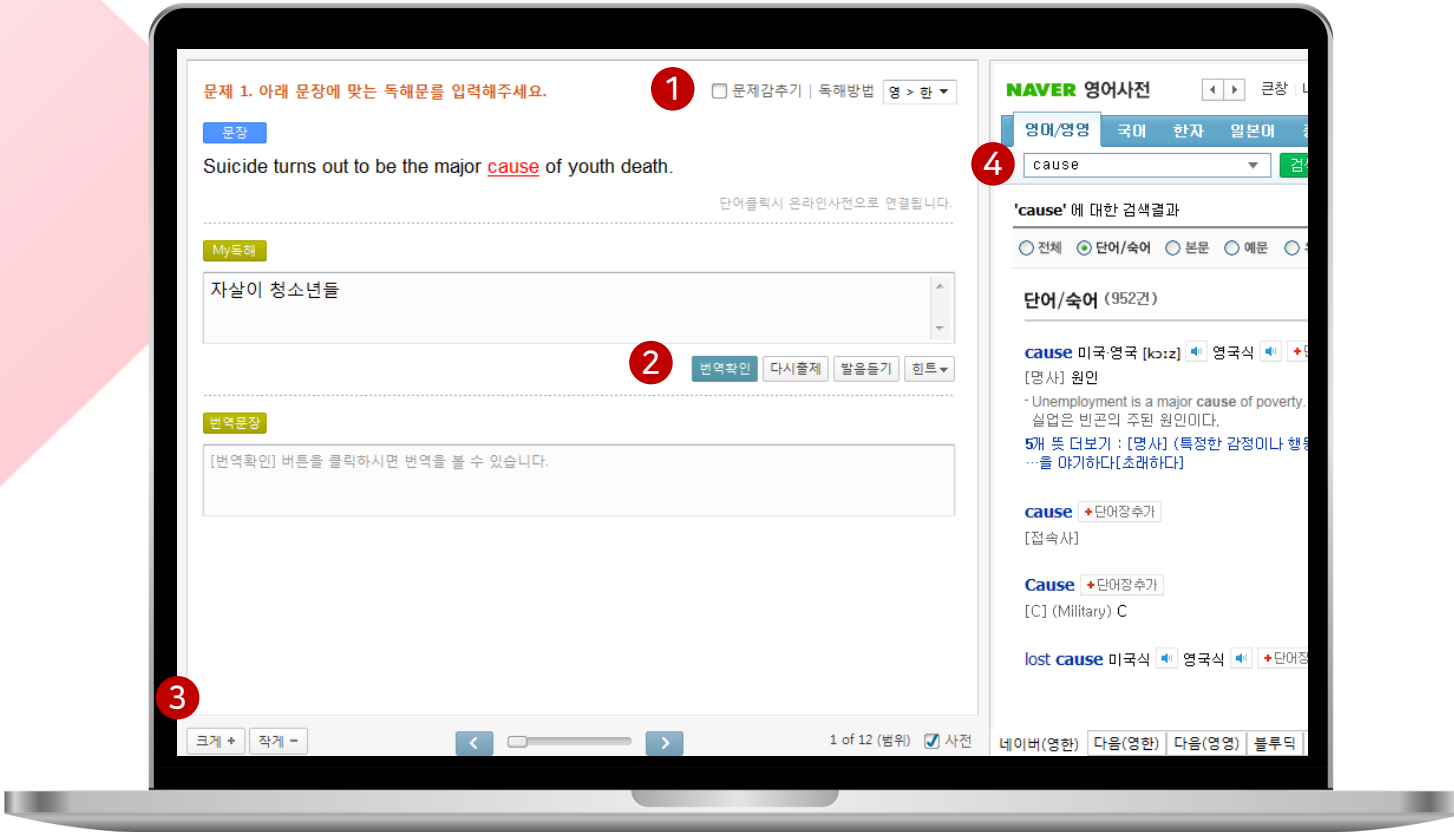 문제 1. 아래 문장에 맞는 독해문를 입력해주세요.
1
문제감추기 | 독해방법 영 > 한
문장
Suicide turns out to be the major cause of youth death.
단어클릭시 온라인사전으로 연결됩니다.
My독해
자살이 청소년들
2
번역확인 다시출제 발음듣기 힌트
번역문장
[번역확인] 버튼을 클릭하시면 번역을 볼 수 있습니다.
3
크게 + 작게 -
1 of 12 (범위) 사전
NAVER 영어사전 큰창
영어/영영 국어 한자 일본어
4
cause
'cause' 에 대한 검색결과
전체 단어/숙어 본문 예문
단어/숙어 (952건)
cause 미국·영국 [kɔːz] 영국식
[명사] 원인
- Unemployment is a major cause of poverty.
실업은 빈곤의 주된 원인이다.
5개 뜻 더보기 : [명사] (특정한 감정이나
…을 야기하다[초래하다]
cause +단어장추가
[접속사]
Cause +단어장추가
[C] (Military) C
lost cause 미국식 영국식 +단어장
네이버(영한) 다음(영한) 다음(영영) 블루딕